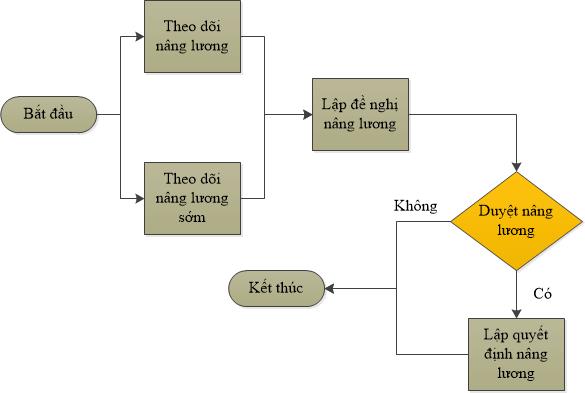 Theo dõi
nâng lương
Bắt đầu
Lập đề nghị
nâng lương
Theo dõi
nâng lương
sớm
Không
Duyệt nâng
lương
Kết thúc
Có
Lập quyết
định nâng
lương